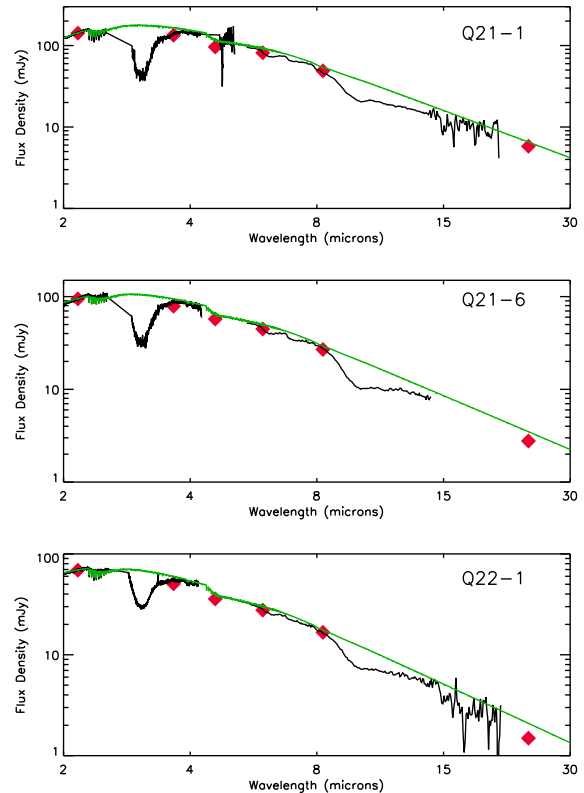 Q21-1
Flux Density (mJy)
100
10
1
2 4 8 15 30
Wavelength (microns)
Q21-6
Flux Density (mJy)
100
10
1
2 4 8 15 30
Wavelength (microns)
Q22-1
Flux Density (mJy)
100
10
1
2 4 8 15 30
Wavelength (microns)